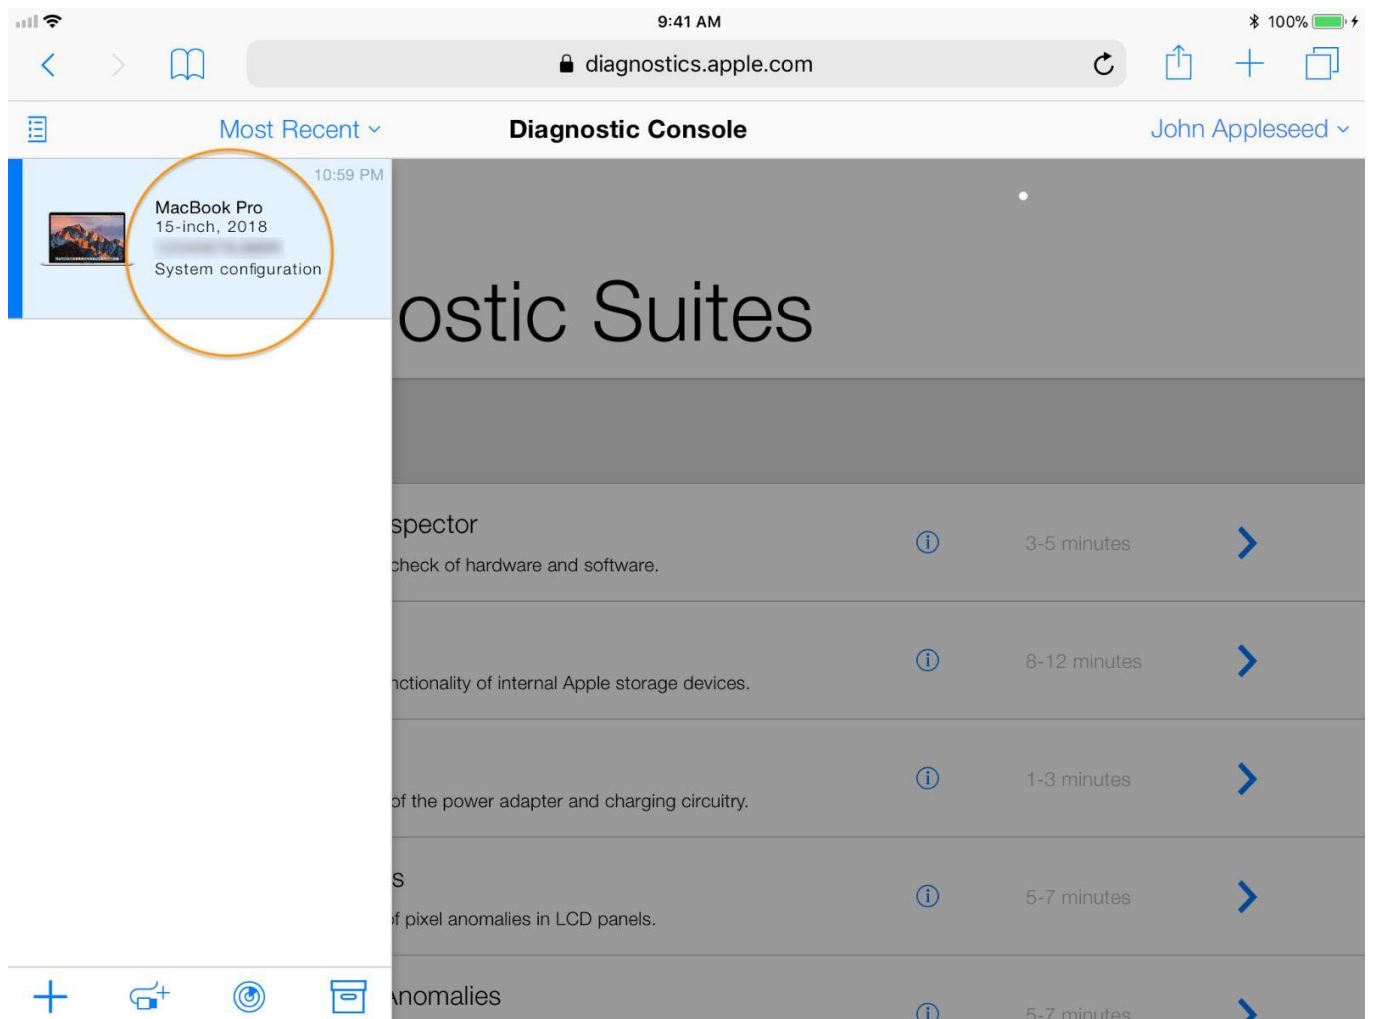 9:41 AM
100%
diagnostics.apple.com
Most Recent
Diagnostic Console
John Appleseed
10:59 PM
MacBook Pro
15-inch, 2018
System configuration
ostic Suites
spector
check of hardware and software.
3-5 minutes
nctionality of internal Apple storage devices.
8-12 minutes
of the power adapter and charging circuitry.
1-3 minutes
s
of pixel anomalies in LCD panels.
5-7 minutes
Anomalies
5-7 minutes